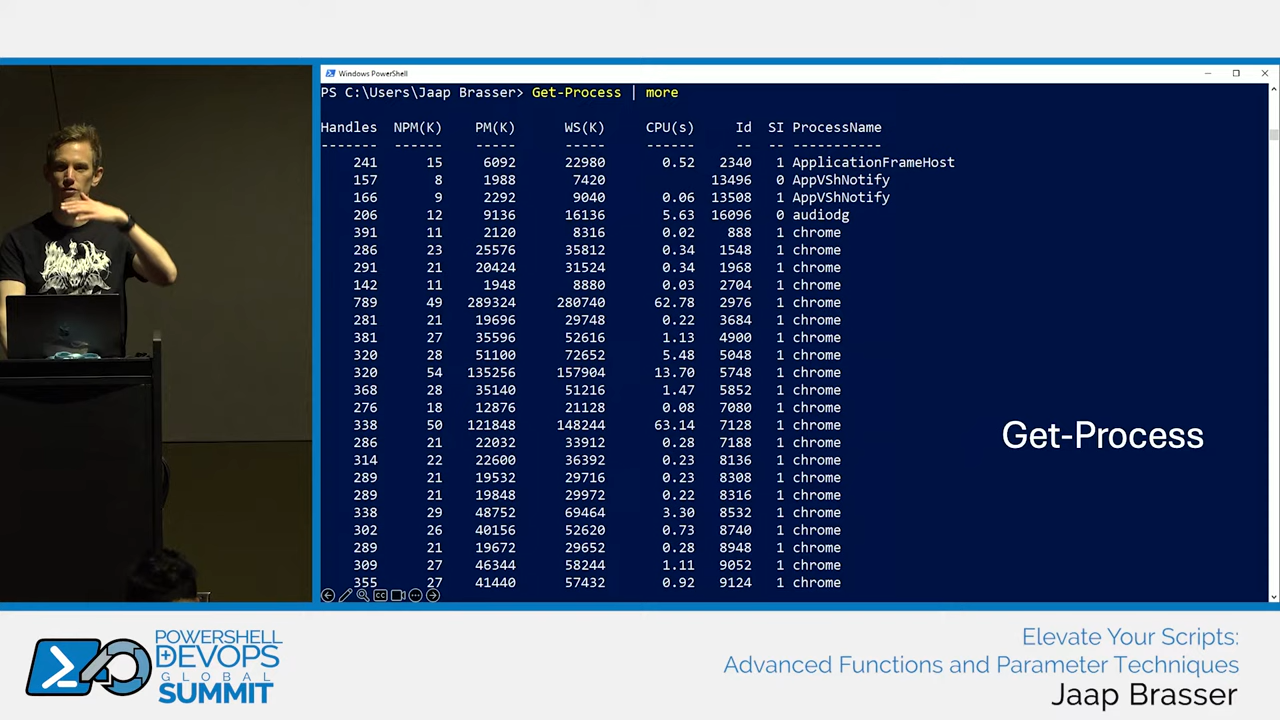 Windows PowerShell
PS C:\Users\Jaap Brasser> Get-Process | more
Handles NPM(K) PM(K) WS(K) CPU(s) Id SI ProcessName
------- ------ ----- ----- ------ -- -- -----------
241 15 6092 22980 0.52 2340 1 ApplicationFrameHost
157 8 1988 7420 13496 0 AppVShNotify
166 9 2292 9040 0.06 13508 1 AppVShNotify
206 12 9136 16136 5.63 16096 0 audiodg
391 11 2120 8316 0.02 888 1 chrome
286 23 25576 35812 0.34 1548 1 chrome
291 21 20424 31524 0.34 1968 1 chrome
142 11 1948 8880 0.03 2704 1 chrome
789 49 289324 280740 62.78 2976 1 chrome
281 21 19696 29748 0.22 3684 1 chrome
381 27 35596 52616 1.13 4900 1 chrome
320 28 51100 72652 5.48 5048 1 chrome
320 54 135256 157904 13.70 5748 1 chrome
368 28 35140 51216 1.47 5852 1 chrome
276 18 12876 21128 0.08 7080 1 chrome
338 50 121848 148244 63.14 7128 1 chrome
286 21 22032 33912 0.28 7188 1 chrome
314 22 22600 36392 0.23 8136 1 chrome
289 21 19532 29716 0.23 8308 1 chrome
289 21 19848 29972 0.22 8316 1 chrome
338 29 48752 69464 3.30 8532 1 chrome
302 26 40156 52620 0.73 8740 1 chrome
289 21 19672 29652 0.28 8948 1 chrome
309 27 46344 58244 1.11 9052 1 chrome
355 27 41440 57432 0.92 9124 1 chrome
Get-Process
CC
POWERSHELL
+DEVOPS
GLOBAL
SUMMIT
Elevate Your Scripts:
Advanced Functions and Parameter Techniques
Jaap Brasser